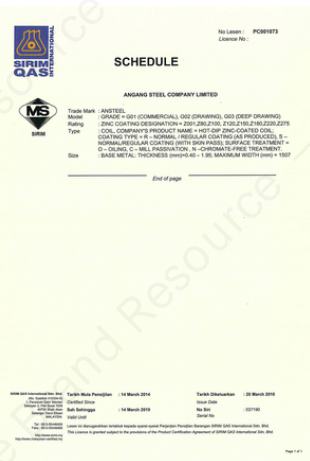 No Lesen : PC001073
Licence No :
SIRIM
QAS
INTERNATIONAL
SCHEDULE
ANGANG STEEL COMPANY LIMITED
MS
SIRIM
Trade Mark : ANSTEEL
Model : GRADE = G01 (COMMERCIAL), G02 (DRAWING), G03 (DEEP DRAWING)
Rating : ZINC COATING DESIGNATION = Z001,Z80,Z100, Z120,Z150,Z180,Z220,Z275
Type : COIL, COMPANY'S PRODUCT NAME = HOT-DIP ZINC-COATED COIL;
COATING TYPE = R – NORMAL / REGULAR COATING (AS PRODUCED), S –
NORMAL/REGULAR COATING (WITH SKIN PASS); SURFACE TREATMENT =
O – OILING, C – MILL PASSIVATION , N –CHROMATE-FREE TREATMENT.
Size : BASE METAL: THICKNESS (mm)=0.40 – 1.95, MAXIMUM WIDTH (mm) = 1507
End of page
SIRIM QAS International Sdn. Bhd.
Tarikh Mula Pensijilan : 14 March 2014
Certified Since
Sah Sehingga : 14 March 2019
Valid Until
Tarikh Dikeluarkan : 20 March 2018
Issue Date
No Siri
Serial No
Lesen ini dianugerahkan tertakluk kepada syarat-syarat Perjanjian Pensijilan Barangan SIRIM QAS International Sdn. Bhd.
This Licence is granted subject to the provisions of the Product Certification Agreement of SIRIM QAS International Sdn. Bhd.
Page 1 of 1